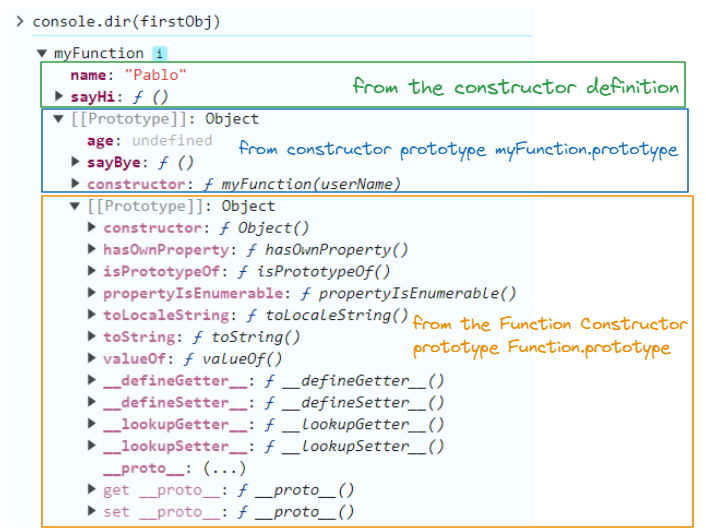 > console.dir(firstObj)
▼ myFunction i
name: "Pablo"
▶ sayHi: ƒ ()
from the constructor definition
▼ [[Prototype]]: Object
age: undefined
▶ sayBye: ƒ ()
from constructor prototype myFunction.prototype
▶ constructor: ƒ myFunction(userName)
▼ [[Prototype]]: Object
▶ constructor: ƒ Object()
▶ hasOwnProperty: ƒ hasOwnProperty()
▶ isPrototypeOf: ƒ isPrototypeOf()
▶ propertyIsEnumerable: ƒ propertyIsEnumerable()
▶ toLocaleString: ƒ toLocaleString()
▶ toString: ƒ toString()
▶ valueOf: ƒ valueOf()
from the Function Constructor
prototype Function.prototype
▶ __defineGetter__: ƒ __defineGetter__()
▶ __defineSetter__: ƒ __defineSetter__()
▶ __lookupGetter__: ƒ __lookupGetter__()
▶ __lookupSetter__: ƒ __lookupSetter__()
__proto__: (...)
▶ get __proto__: ƒ __proto__()
▶ set __proto__: ƒ __proto__()